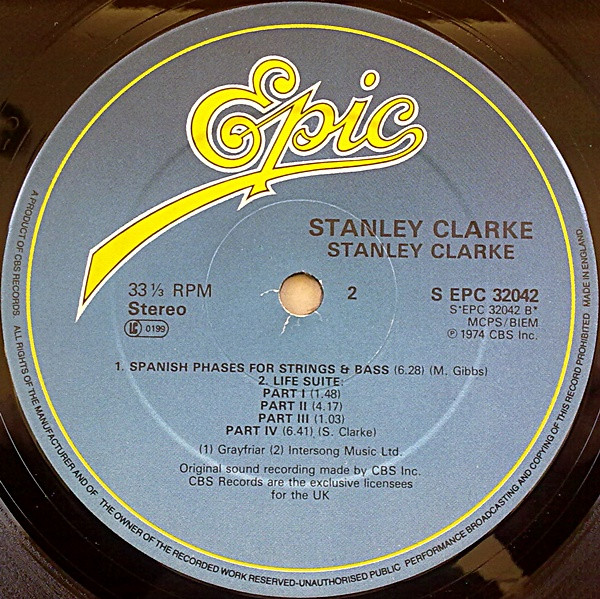 Epic
STANLEY CLARKE
STANLEY CLARKE
33 ⅓ RPM
Stereo
LC 0199
2
S EPC 32042
S*EPC 32042 B*
MCPS/BIEM
℗ 1974 CBS Inc.
1. SPANISH PHASES FOR STRINGS & BASS (6.28) (M. Gibbs)
2. LIFE SUITE:
PART I (1.48)
PART II (4.17)
PART III (1.03)
PART IV (6.41) (S. Clarke)
(1) Grayfriar (2) Intersong Music Ltd.
Original sound recording made by CBS Inc.
CBS Records are the exclusive licensees
for the UK
A PRODUCT OF CBS RECORDS. ALL RIGHTS OF THE MANUFACTURER AND OF THE OWNER OF THE RECORDED WORK RESERVED-UNAUTHORISED PUBLIC PERFORMANCE BROADCASTING AND COPYING OF THIS RECORD PROHIBITED MADE IN ENGLAND.